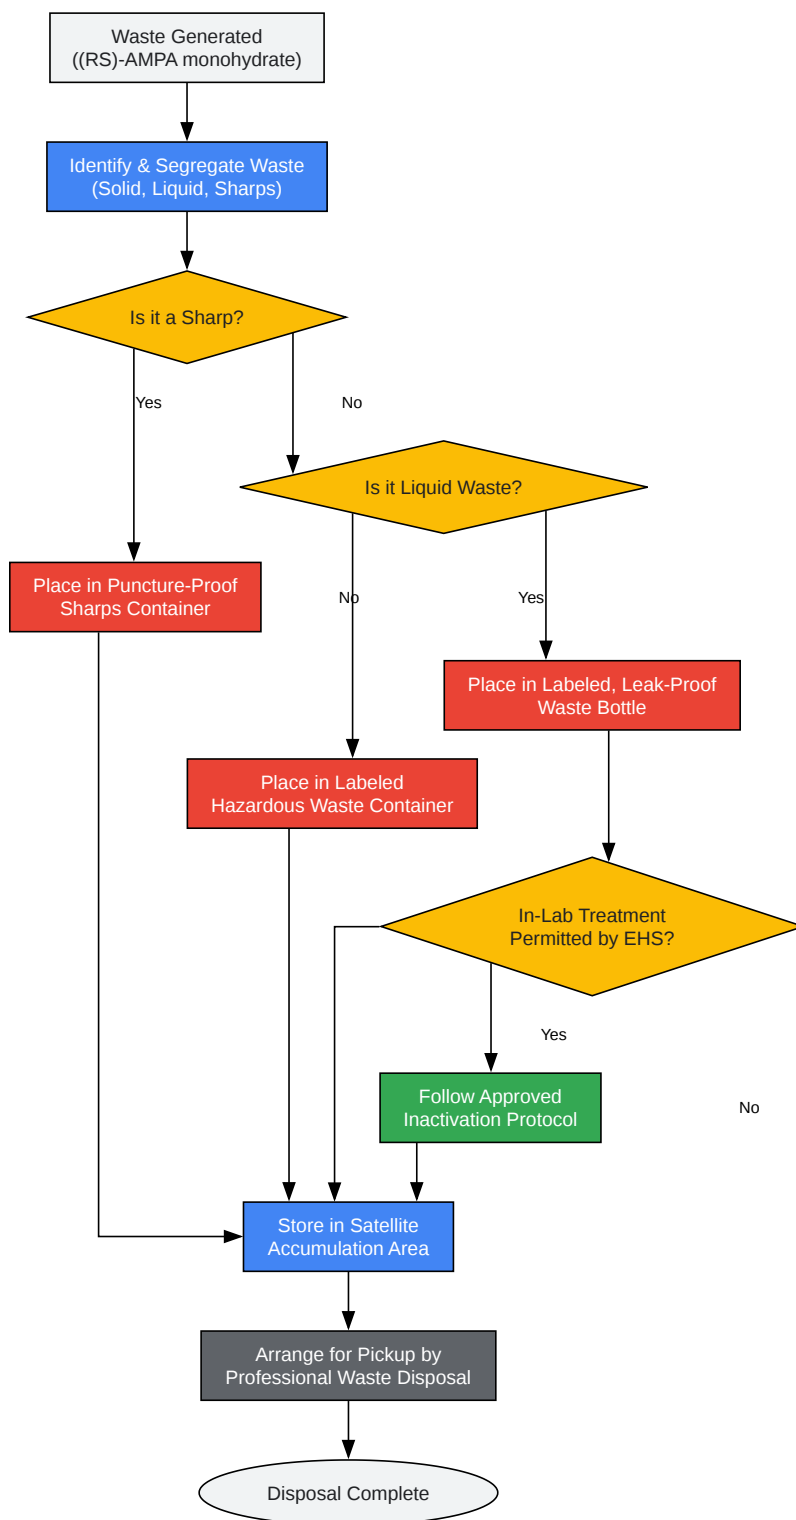 Waste Generated
((RS)-AMPA monohydrate)
Identify & Segregate Waste
(Solid, Liquid, Sharps)
Is it a Sharp?
Yes
No
Is it Liquid Waste?
Place in Puncture-Proof
Sharps Container
No
Yes
Place in Labeled, Leak-Proof
Waste Bottle
Place in Labeled
Hazardous Waste Container
In-Lab Treatment
Permitted by EHS?
Yes
Follow Approved
Inactivation Protocol
No
Store in Satellite
Accumulation Area
Arrange for Pickup by
Professional Waste Disposal
Disposal Complete